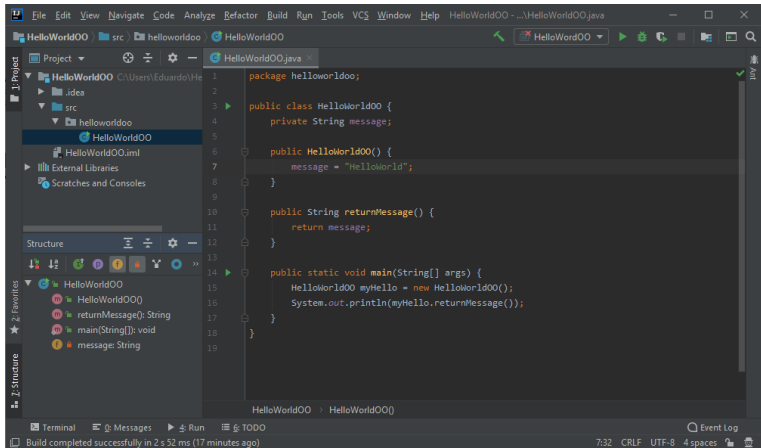 File Edit View Navigate Code Analyze Refactor Build Run Tools VCS Window Help HelloWorldOO - ...\HelloWorldOO.java
HelloWorldOO src helloworldoo HelloWorldOO HelloWordOO
1: Project
Project
HelloWorldOO C:\Users\Eduardo\He
.idea
src
helloworldoo
HelloWorldOO
HelloWorldOO.iml
External Libraries
Scratches and Consoles
Structure
HelloWorldOO
HelloWorldOO()
returnMessage(): String
main(String[]): void
message: String
2: Favorites
7: Structure
HelloWorldOO.java
1 package helloworldoo;
2
3 public class HelloWorldOO {
4 private String message;
5
6 public HelloWorldOO() {
7 message = "HelloWorld";
8 }
9
10 public String returnMessage() {
11 return message;
12 }
13
14 public static void main(String[] args) {
15 HelloWorldOO myHello = new HelloWorldOO();
16 System.out.println(myHello.returnMessage());
17 }
18 }
19
HelloWorldOO HelloWorldOO()
Ant
Terminal 0: Messages 4: Run 6: TODO Event Log
Build completed successfully in 2 s 52 ms (17 minutes ago) 7:32 CRLF UTF-8 4 spaces